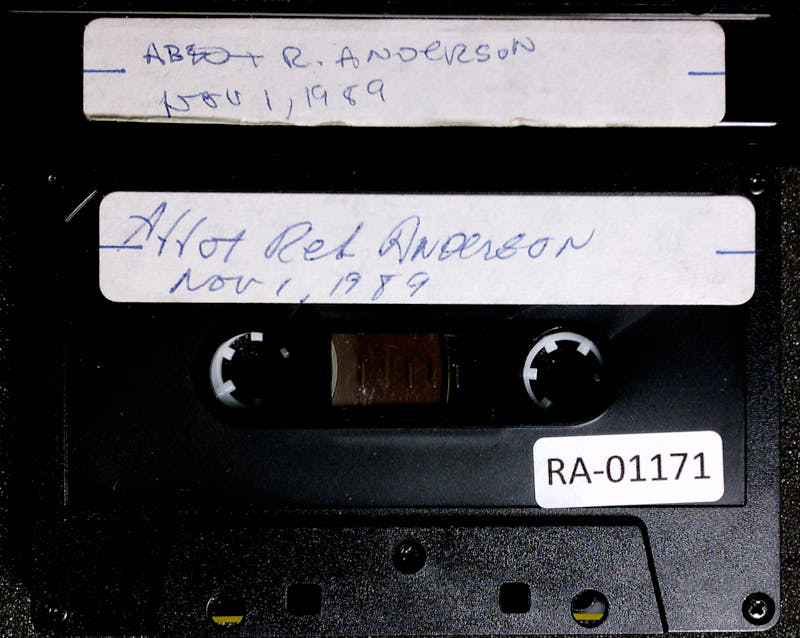 ABBOT R. ANDERSON
NOV 1, 1989
Abbot Reb ANDERSON
NOV 1, 1989
RA-01171